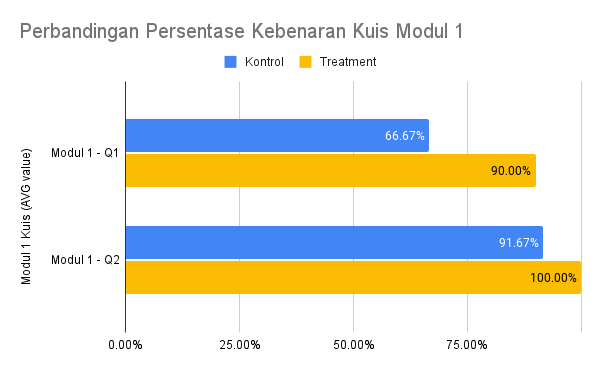 Perbandingan Persentase Kebenaran Kuis Modul 1
Kontrol
Treatment
Modul 1 Kuis (AVG value)
Modul 1 - Q1
66.67%
90.00%
Modul 1 - Q2
91.67%
100.00%
0.00%
25.00%
50.00%
75.00%